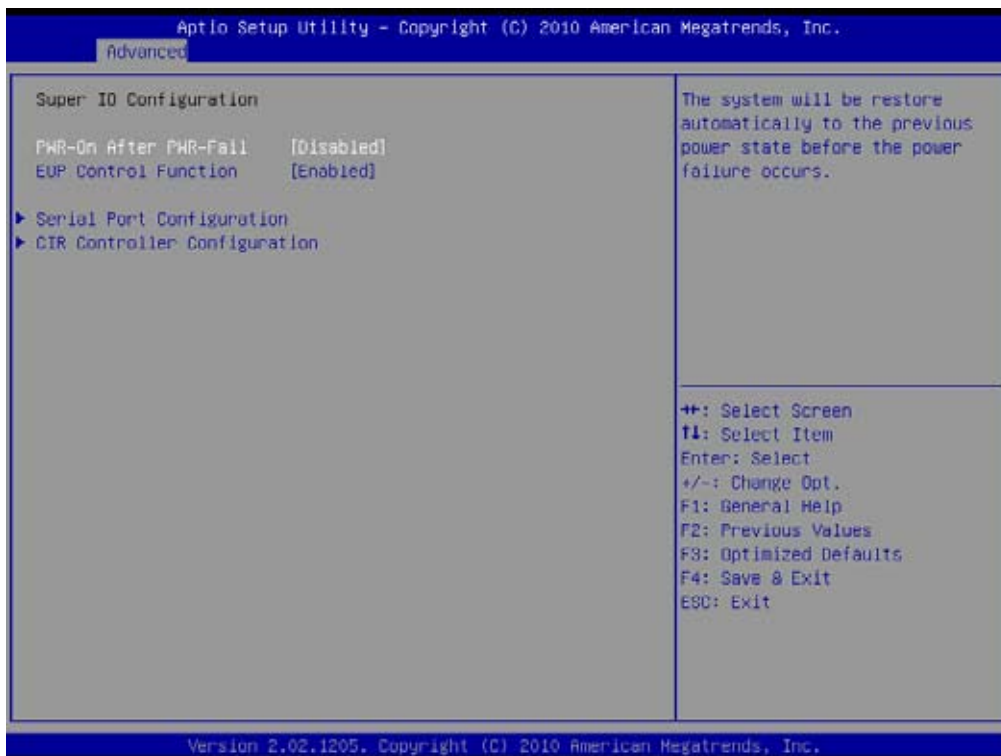 Aptio Setup Utility – Copyright (C) 2010 American Megatrends, Inc.
Advanced
Super IO Configuration
PWR-On After PWR-Fail [Disabled]
EUP Control Function [Enabled]
▶ Serial Port Configuration
▶ CIR Controller Configuration
The system will be restore
automatically to the previous
power state before the power
failure occurs.
→←: Select Screen
↑↓: Select Item
Enter: Select
+/-: Change Opt.
F1: General Help
F2: Previous Values
F3: Optimized Defaults
F4: Save & Exit
ESC: Exit
Version 2.02.1205. Copyright (C) 2010 American Megatrends, Inc.